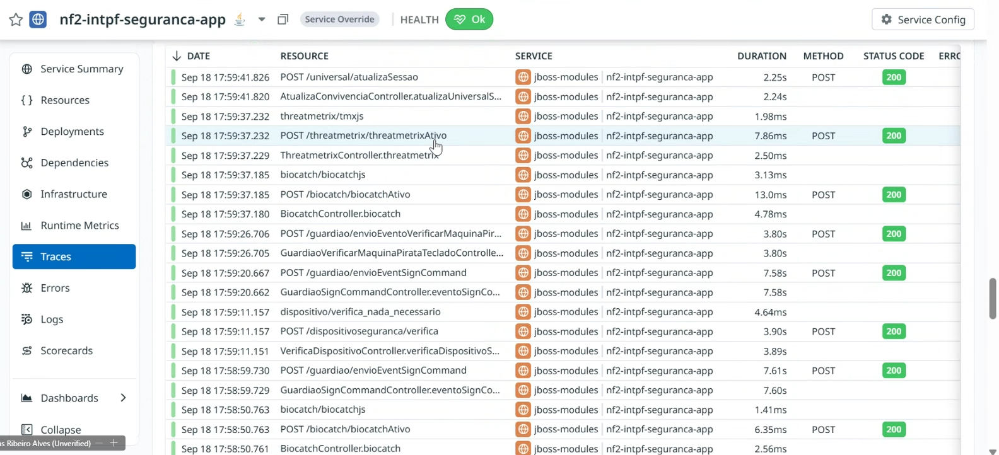 nf2-intpf-seguranca-app Service Override HEALTH Ok Service Config
Service Summary
Resources
Deployments
Dependencies
Infrastructure
Runtime Metrics
Traces
Errors
Logs
Scorecards
Dashboards
Collapse
s Ribeiro Alves (Unverified)
DATE RESOURCE SERVICE DURATION METHOD STATUS CODE ERRO
Sep 18 17:59:41.826 POST /universal/atualizaSessao jboss-modules nf2-intpf-seguranca-app 2.25s POST 200
Sep 18 17:59:41.820 AtualizaConvivenciaController.atualizaUniversalS... jboss-modules nf2-intpf-seguranca-app 2.24s
Sep 18 17:59:37.232 threatmetrix/tmxjs jboss-modules nf2-intpf-seguranca-app 1.98ms
Sep 18 17:59:37.232 POST /threatmetrix/threatmetrixAtivo jboss-modules nf2-intpf-seguranca-app 7.86ms POST 200
Sep 18 17:59:37.229 ThreatmetrixController.threatmetrix jboss-modules nf2-intpf-seguranca-app 2.50ms
Sep 18 17:59:37.185 biocatch/biocatchjs jboss-modules nf2-intpf-seguranca-app 3.13ms
Sep 18 17:59:37.185 POST /biocatch/biocatchAtivo jboss-modules nf2-intpf-seguranca-app 13.0ms POST 200
Sep 18 17:59:37.180 BiocatchController.biocatch jboss-modules nf2-intpf-seguranca-app 4.78ms
Sep 18 17:59:26.706 POST /guardiao/envioEventoVerificarMaquinaPir... jboss-modules nf2-intpf-seguranca-app 3.80s POST 200
Sep 18 17:59:26.705 GuardiaoVerificarMaquinaPirataTecladoControlle... jboss-modules nf2-intpf-seguranca-app 3.80s
Sep 18 17:59:20.667 POST /guardiao/envioEventSignCommand jboss-modules nf2-intpf-seguranca-app 7.58s POST 200
Sep 18 17:59:20.662 GuardiaoSignCommandController.eventoSignCo... jboss-modules nf2-intpf-seguranca-app 7.58s
Sep 18 17:59:11.157 dispositivo/verifica_nada_necessario jboss-modules nf2-intpf-seguranca-app 4.64ms
Sep 18 17:59:11.157 POST /dispositivoseguranca/verifica jboss-modules nf2-intpf-seguranca-app 3.90s POST 200
Sep 18 17:59:11.151 VerificaDispositivoController.verificaDispositivoS... jboss-modules nf2-intpf-seguranca-app 3.89s
Sep 18 17:58:59.730 POST /guardiao/envioEventSignCommand jboss-modules nf2-intpf-seguranca-app 7.61s POST 200
Sep 18 17:58:59.729 GuardiaoSignCommandController.eventoSignCo... jboss-modules nf2-intpf-seguranca-app 7.60s
Sep 18 17:58:50.763 biocatch/biocatchjs jboss-modules nf2-intpf-seguranca-app 1.41ms
Sep 18 17:58:50.763 POST /biocatch/biocatchAtivo jboss-modules nf2-intpf-seguranca-app 6.35ms POST 200
Sep 18 17:58:50.761 BiocatchController.biocatch jboss-modules nf2-intpf-seguranca-app 2.56ms